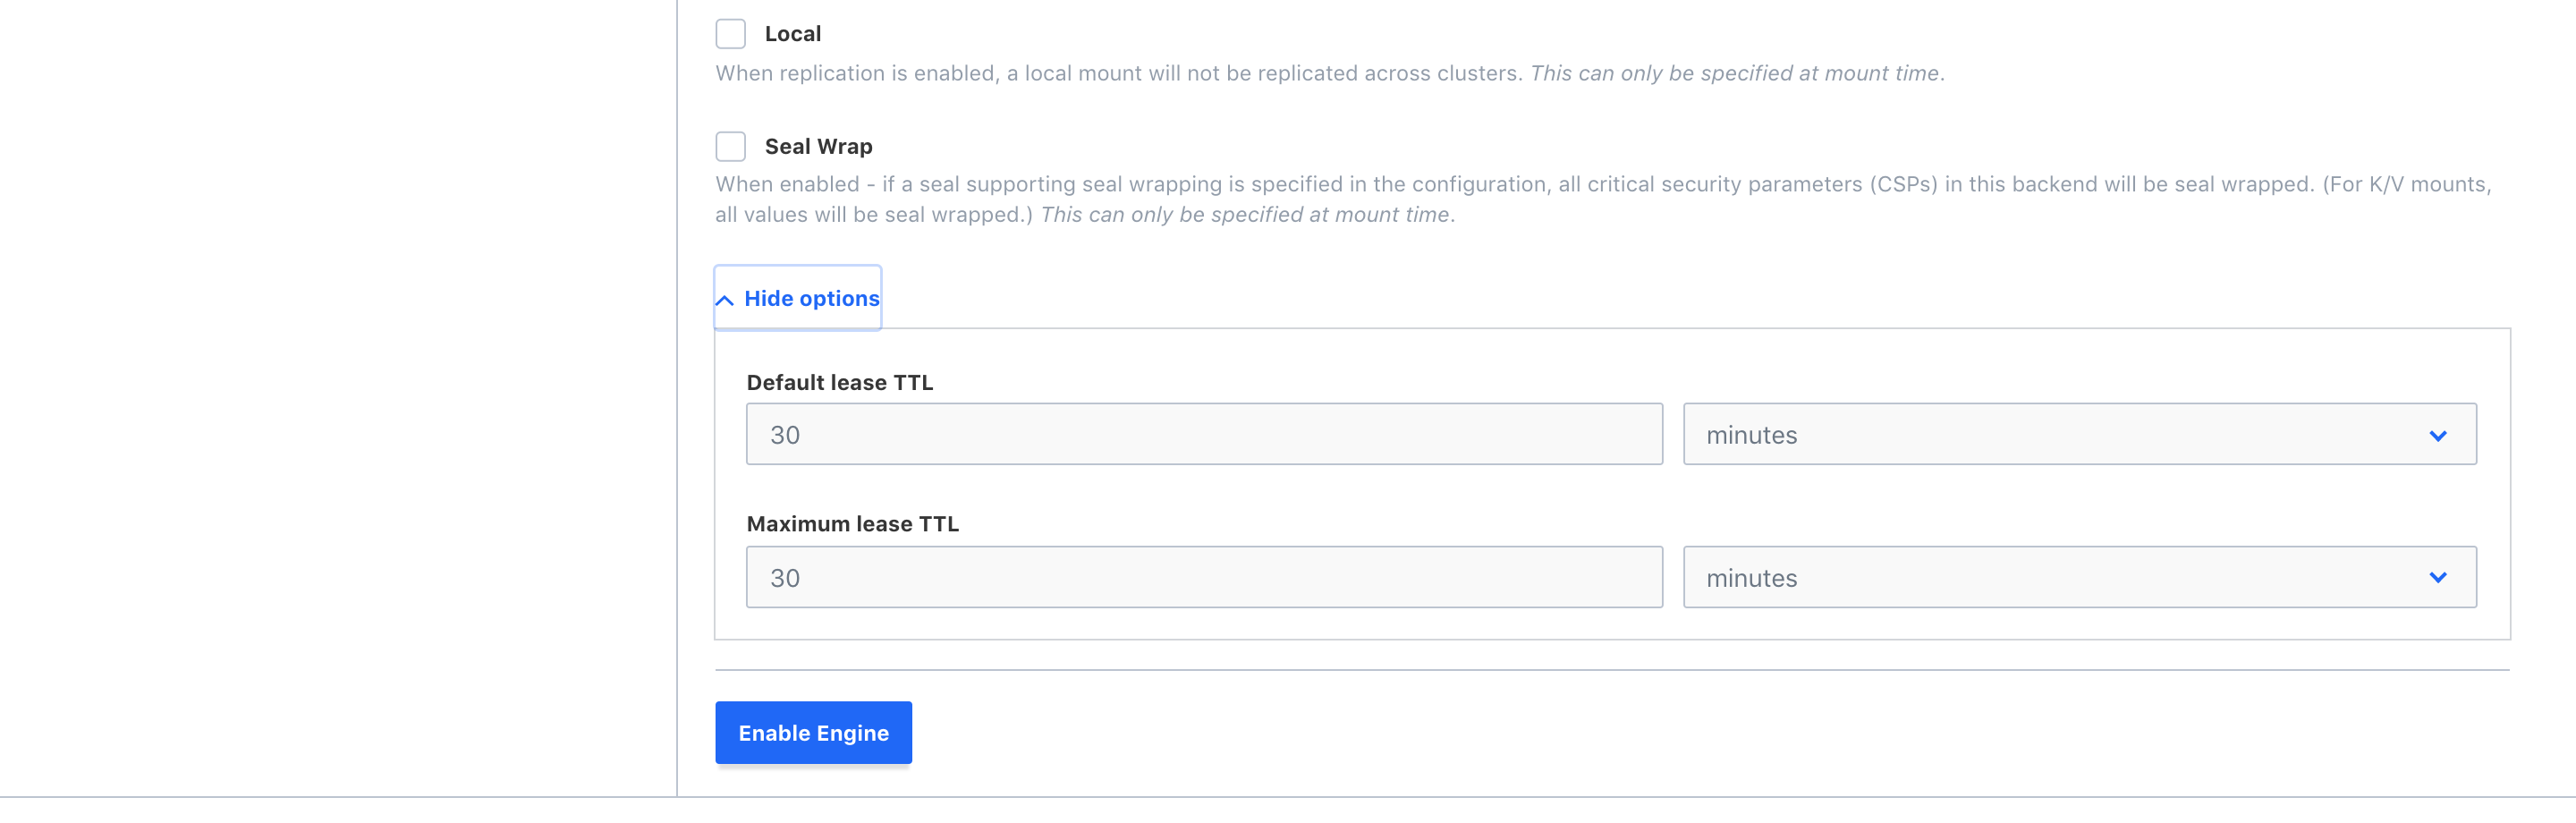 Local
When replication is enabled, a local mount will not be replicated across clusters. This can only be specified at mount time.
Seal Wrap
When enabled - if a seal supporting seal wrapping is specified in the configuration, all critical security parameters (CSPs) in this backend will be seal wrapped. (For K/V mounts,
all values will be seal wrapped.) This can only be specified at mount time.
Hide options
Default lease TTL
30 minutes
Maximum lease TTL
30 minutes
Enable Engine